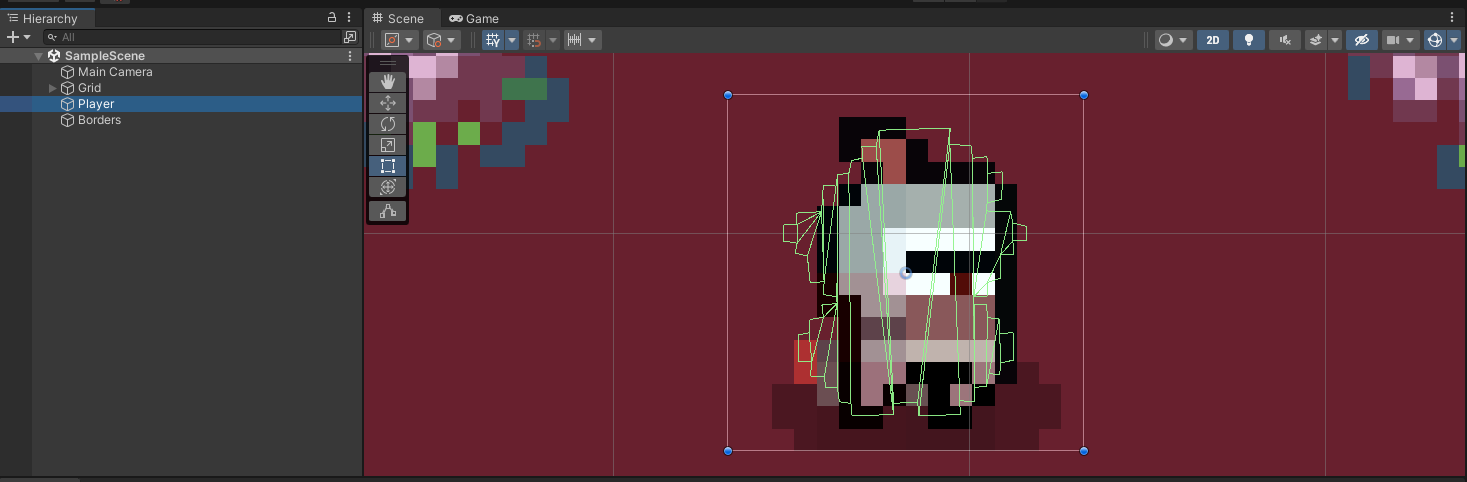 Hierarchy
Scene
Game
All
2D
SampleScene
Main Camera
Grid
Player
Borders